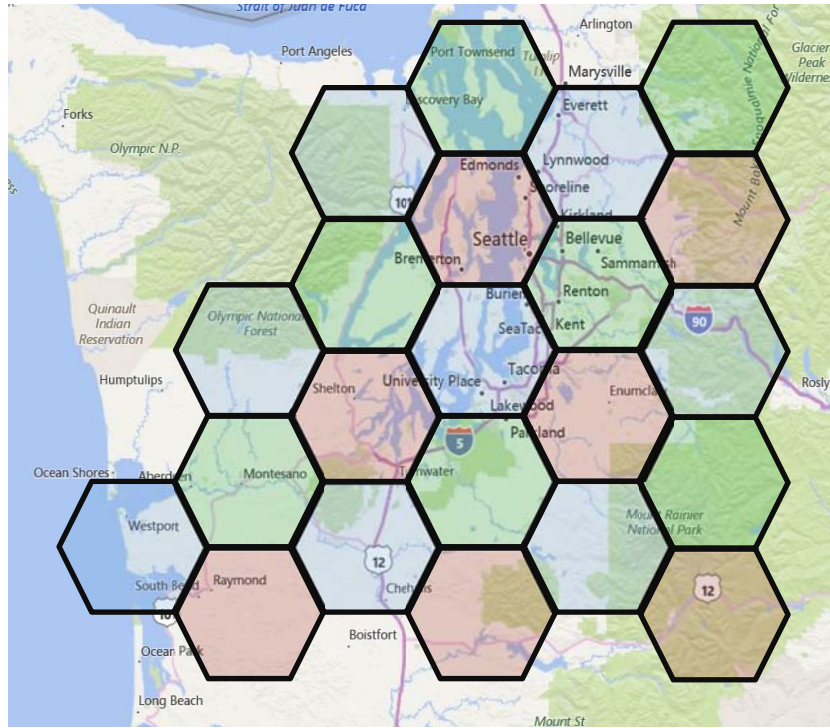 Strait of Juan de Fuca
Arlington
Port Angeles
Port Townsend
Glacier
Peak
Wilderness
Marysville
Discovery Bay
Everett
Forks
Olympic N.P.
Edmonds
Lynnwood
Shoreline
101
Kirkland
Seattle
Bellevue
Bremerton
Sammamish
Quinault
Indian
Reservation
Burien
Renton
Olympic National
Forest
SeaTac
Kent
90
Humptulips
Shelton
University Place
Tacoma
Enumclaw
Rosly
Lakewood
5
Parkland
Ocean Shores
Aberdeen
Montesano
Tumwater
Westport
Mount Rainier
National Park
12
South Bend
Raymond
Chehalis
12
101
Boistfort
Ocean Park
Long Beach
Mount St